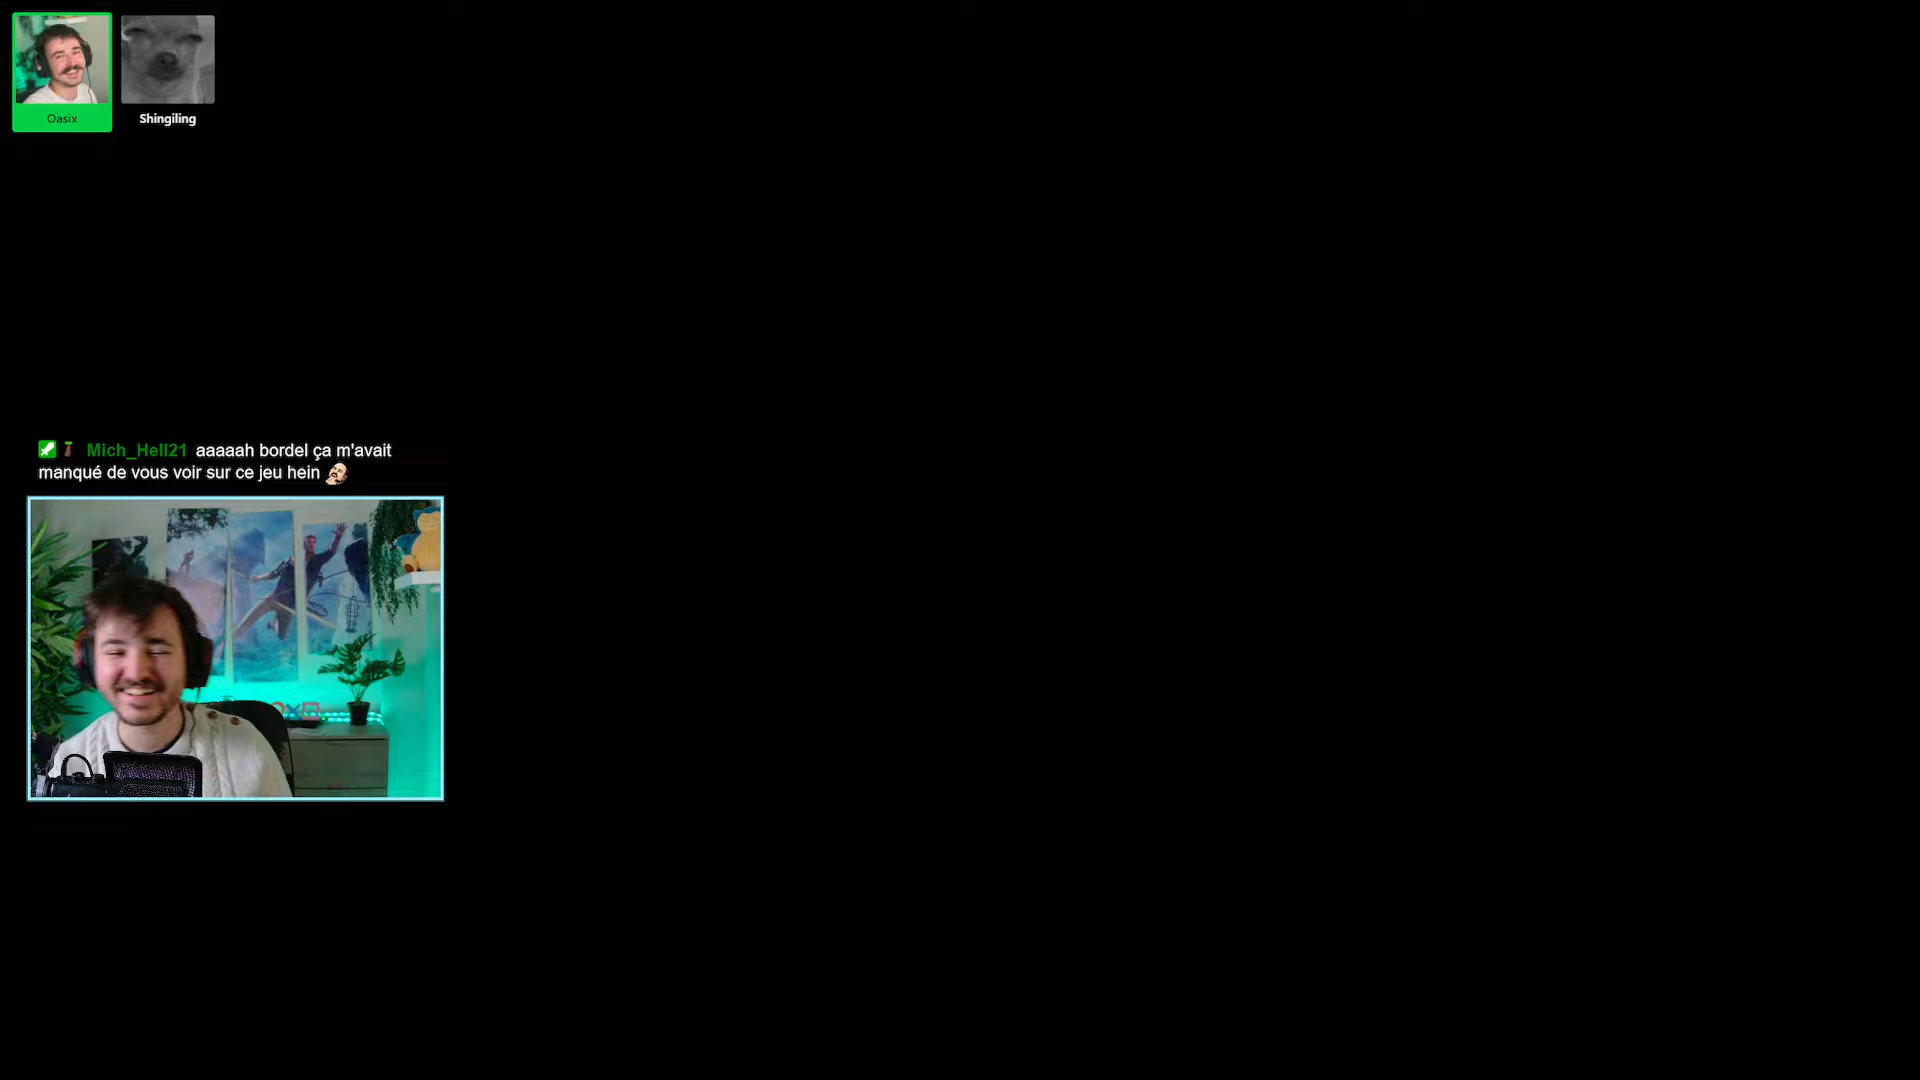 Oasix
Shingiling
Mich_Hell21 aaaaah bordel ça m'avait
manqué de vous voir sur ce jeu hein